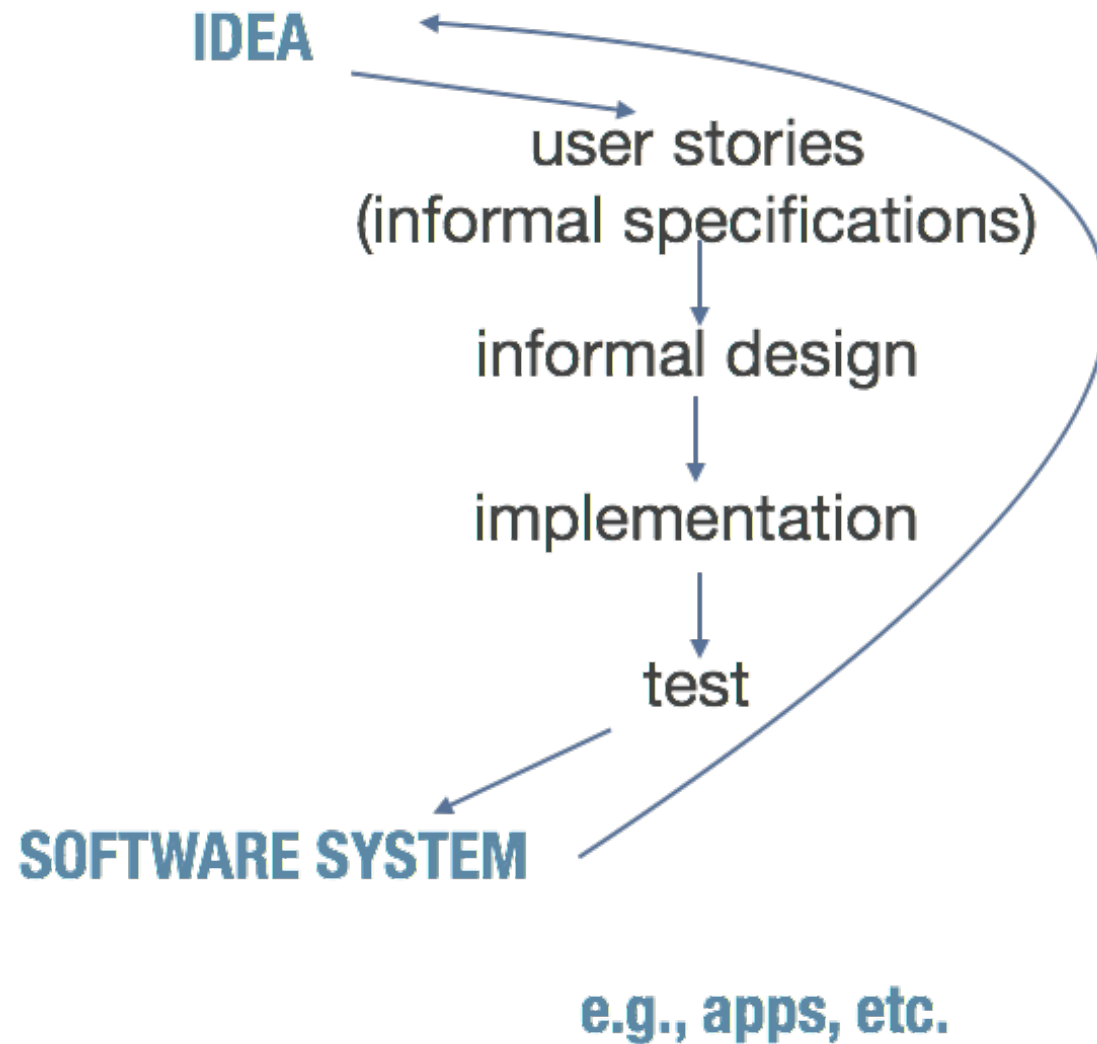 IDEA
user stories
(informal specifications)
informal design
implementation
test
SOFTWARE SYSTEM
e.g., apps, etc.